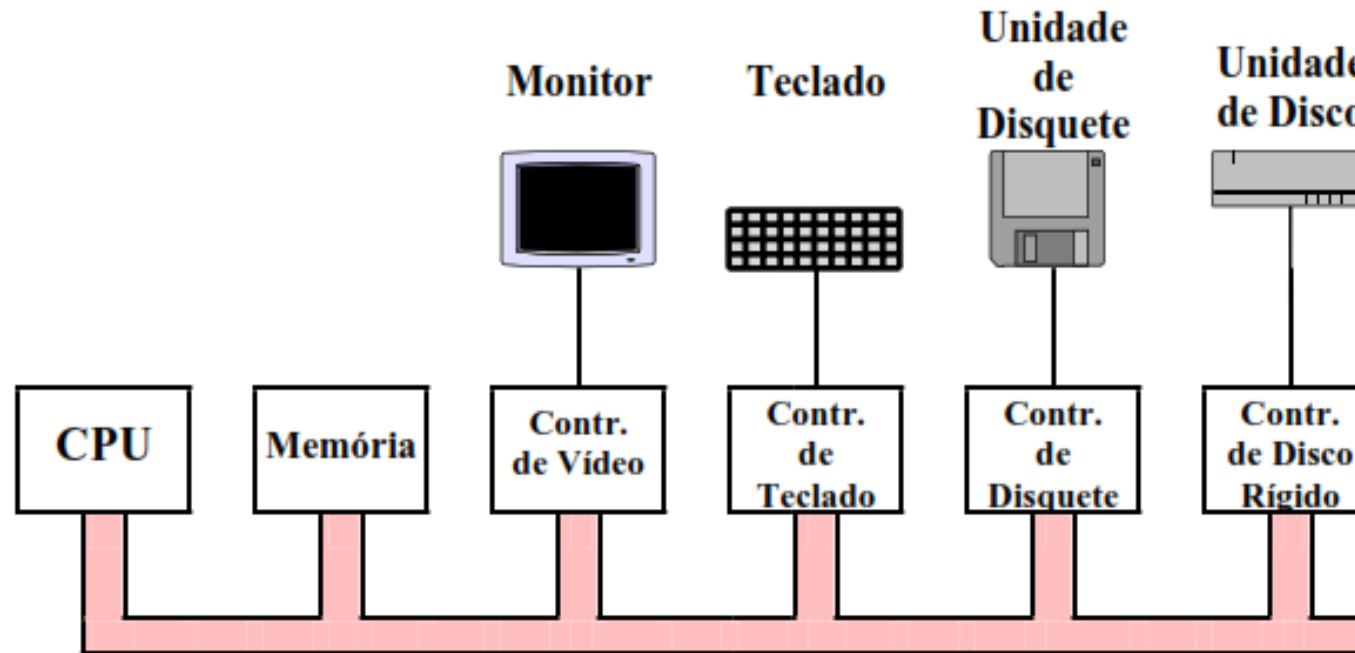 Monitor
Teclado
Unidade
de
Disquete
Unidade
de Disco
CPU
Memória
Contr.
de Vídeo
Contr.
de
Teclado
Contr.
de
Disquete
Contr.
de Disco
Rígido